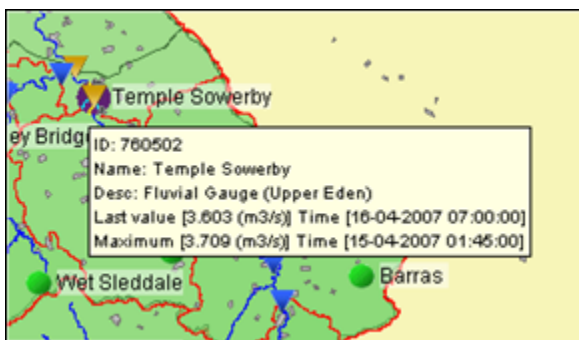 Temple Sowerby
ey Bridg
ID: 760502
Name: Temple Sowerby
Desc: Fluvial Gauge (Upper Eden)
Last value [3.603 (m3/s)] Time [16-04-2007 07:00:00]
Maximum [3.709 (m3/s)] Time [15-04-2007 01:45:00]
Wet Sleddale
Barras